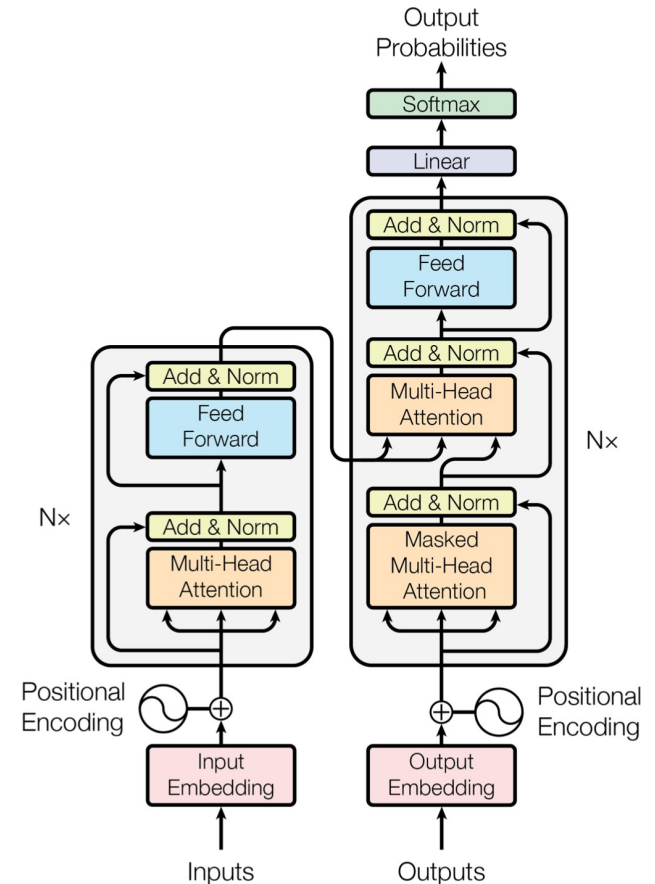 Output
Probabilities
Softmax
Linear
Add & Norm
Feed
Forward
Add & Norm
Multi-Head
Attention
Add & Norm
Masked
Multi-Head
Attention
N×
Add & Norm
Feed
Forward
Add & Norm
Multi-Head
Attention
N×
Positional
Encoding
Positional
Encoding
Input
Embedding
Output
Embedding
Inputs
Outputs